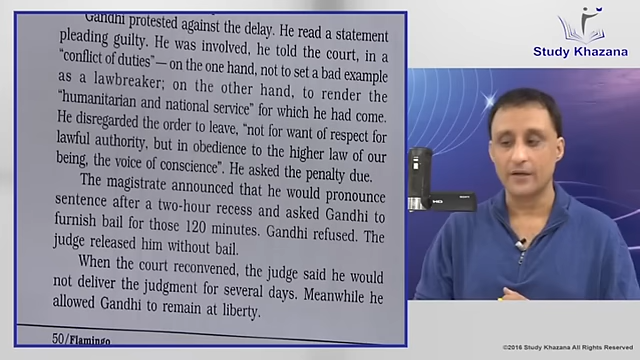 Gandhi protested against the delay. He read a statement
pleading guilty. He was involved, he told the court, in a
“conflict of duties”— on the one hand, not to set a bad example
as a lawbreaker; on the other hand, to render the
“humanitarian and national service” for which he had come.
He disregarded the order to leave, “not for want of respect for
lawful authority, but in obedience to the higher law of our
being, the voice of conscience”. He asked the penalty due.
The magistrate announced that he would pronounce
sentence after a two-hour recess and asked Gandhi to
furnish bail for those 120 minutes. Gandhi refused. The
judge released him without bail.
When the court reconvened, the judge said he would
not deliver the judgment for several days. Meanwhile he
allowed Gandhi to remain at liberty.
50/Flamingo
Study Khazana
HD
SONY
©2016 Study Khazana All Rights Reserved